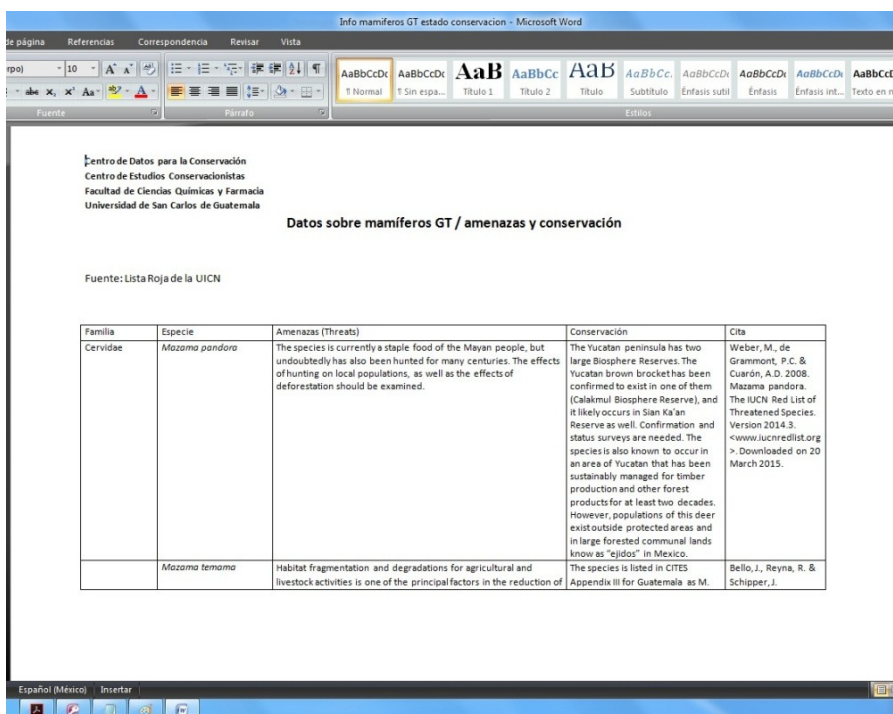 Info mamiferos GT estado conservacion - Microsoft Word
de página Referencias Correspondencia Revisar Vista
10
AaBbCcDc AaBbCcDc AaB AaBbCc AaB AaBbCc. AaBbCcDc AaBbCcDc AaBbCcDc AaBbCcD
¶ Normal ¶ Sin espa... Título 1 Título 2 Título Subtítulo Énfasis sutil Énfasis Énfasis int... Texto en n
Fuente Párrafo Estilos
Centro de Datos para la Conservación
Centro de Estudios Conservacionistas
Facultad de Ciencias Químicas y Farmacia
Universidad de San Carlos de Guatemala
Datos sobre mamíferos GT / amenazas y conservación
Fuente: Lista Roja de la UICN
Familia Especie Amenazas (Threats) Conservación Cita
Cervidae
Mazama pandora
The species is currently a staple food of the Mayan people, but
undoubtedly has also been hunted for many centuries. The effects
of hunting on local populations, as well as the effects of
deforestation should be examined.
The Yucatan peninsula has two
large Biosphere Reserves. The
Yucatan brown brocket has been
confirmed to exist in one of them
(Calakmul Biosphere Reserve), and
it likely occurs in Sian Ka'an
Reserve as well. Confirmation and
status surveys are needed. The
species is also known to occur in
an area of Yucatan that has been
sustainably managed for timber
production and other forest
products for at least two decades.
However, populations of this deer
exist outside protected areas and
in large forested communal lands
know as "ejidos" in Mexico.
Weber, M., de
Grammont, P.C. &
Cuarón, A.D. 2008.
Mazama pandora.
The IUCN Red List of
Threatened Species.
Version 2014.3.
<www.iucnredlist.org
>. Downloaded on 20
March 2015.
Mazama temama
Habitat fragmentation and degradations for agricultural and
livestock activities is one of the principal factors in the reduction of
The species is listed in CITES
Appendix III for Guatemala as M.
Bello, J., Reyna, R. &
Schipper, J.
Español (México) Insertar